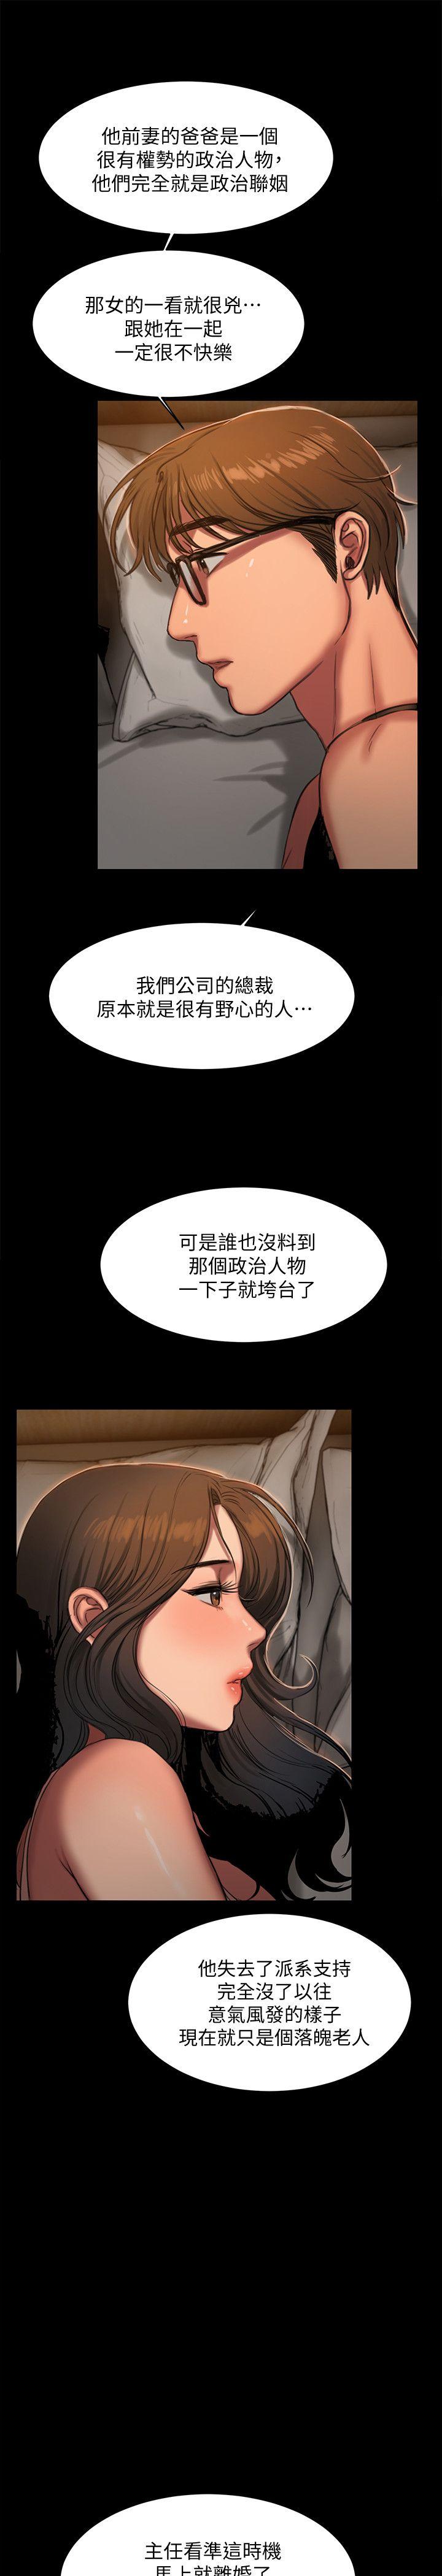 他前妻的爸爸是一個
很有權勢的政治人物,
他們完全就是政治聯姻
那女的一看就很兇…
跟她在一起
一定很不快樂
我們公司的總裁
原本就是很有野心的人…
可是誰也沒料到
那個政治人物
一下子就垮台了
他失去了派系支持
完全沒了以往
意氣風發的樣子
現在就只是個落魄老人
主任看準這時機
馬上就離婚了